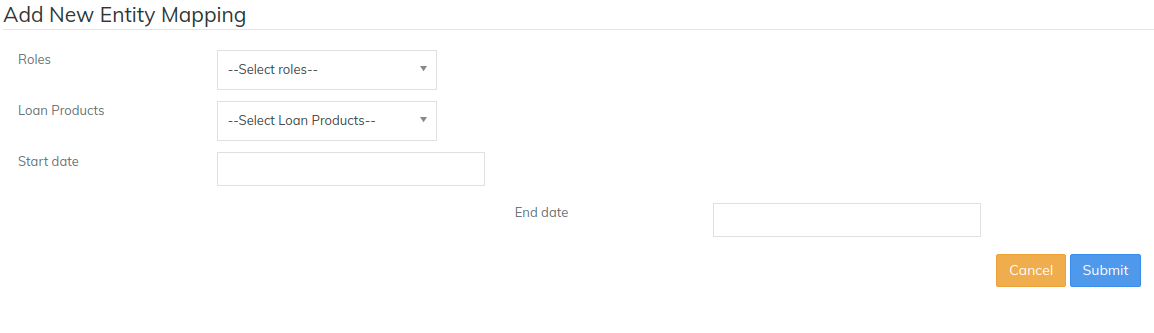 Add New Entity Mapping
Roles
--Select roles--
Loan Products
--Select Loan Products--
Start date
End date
Cancel Submit